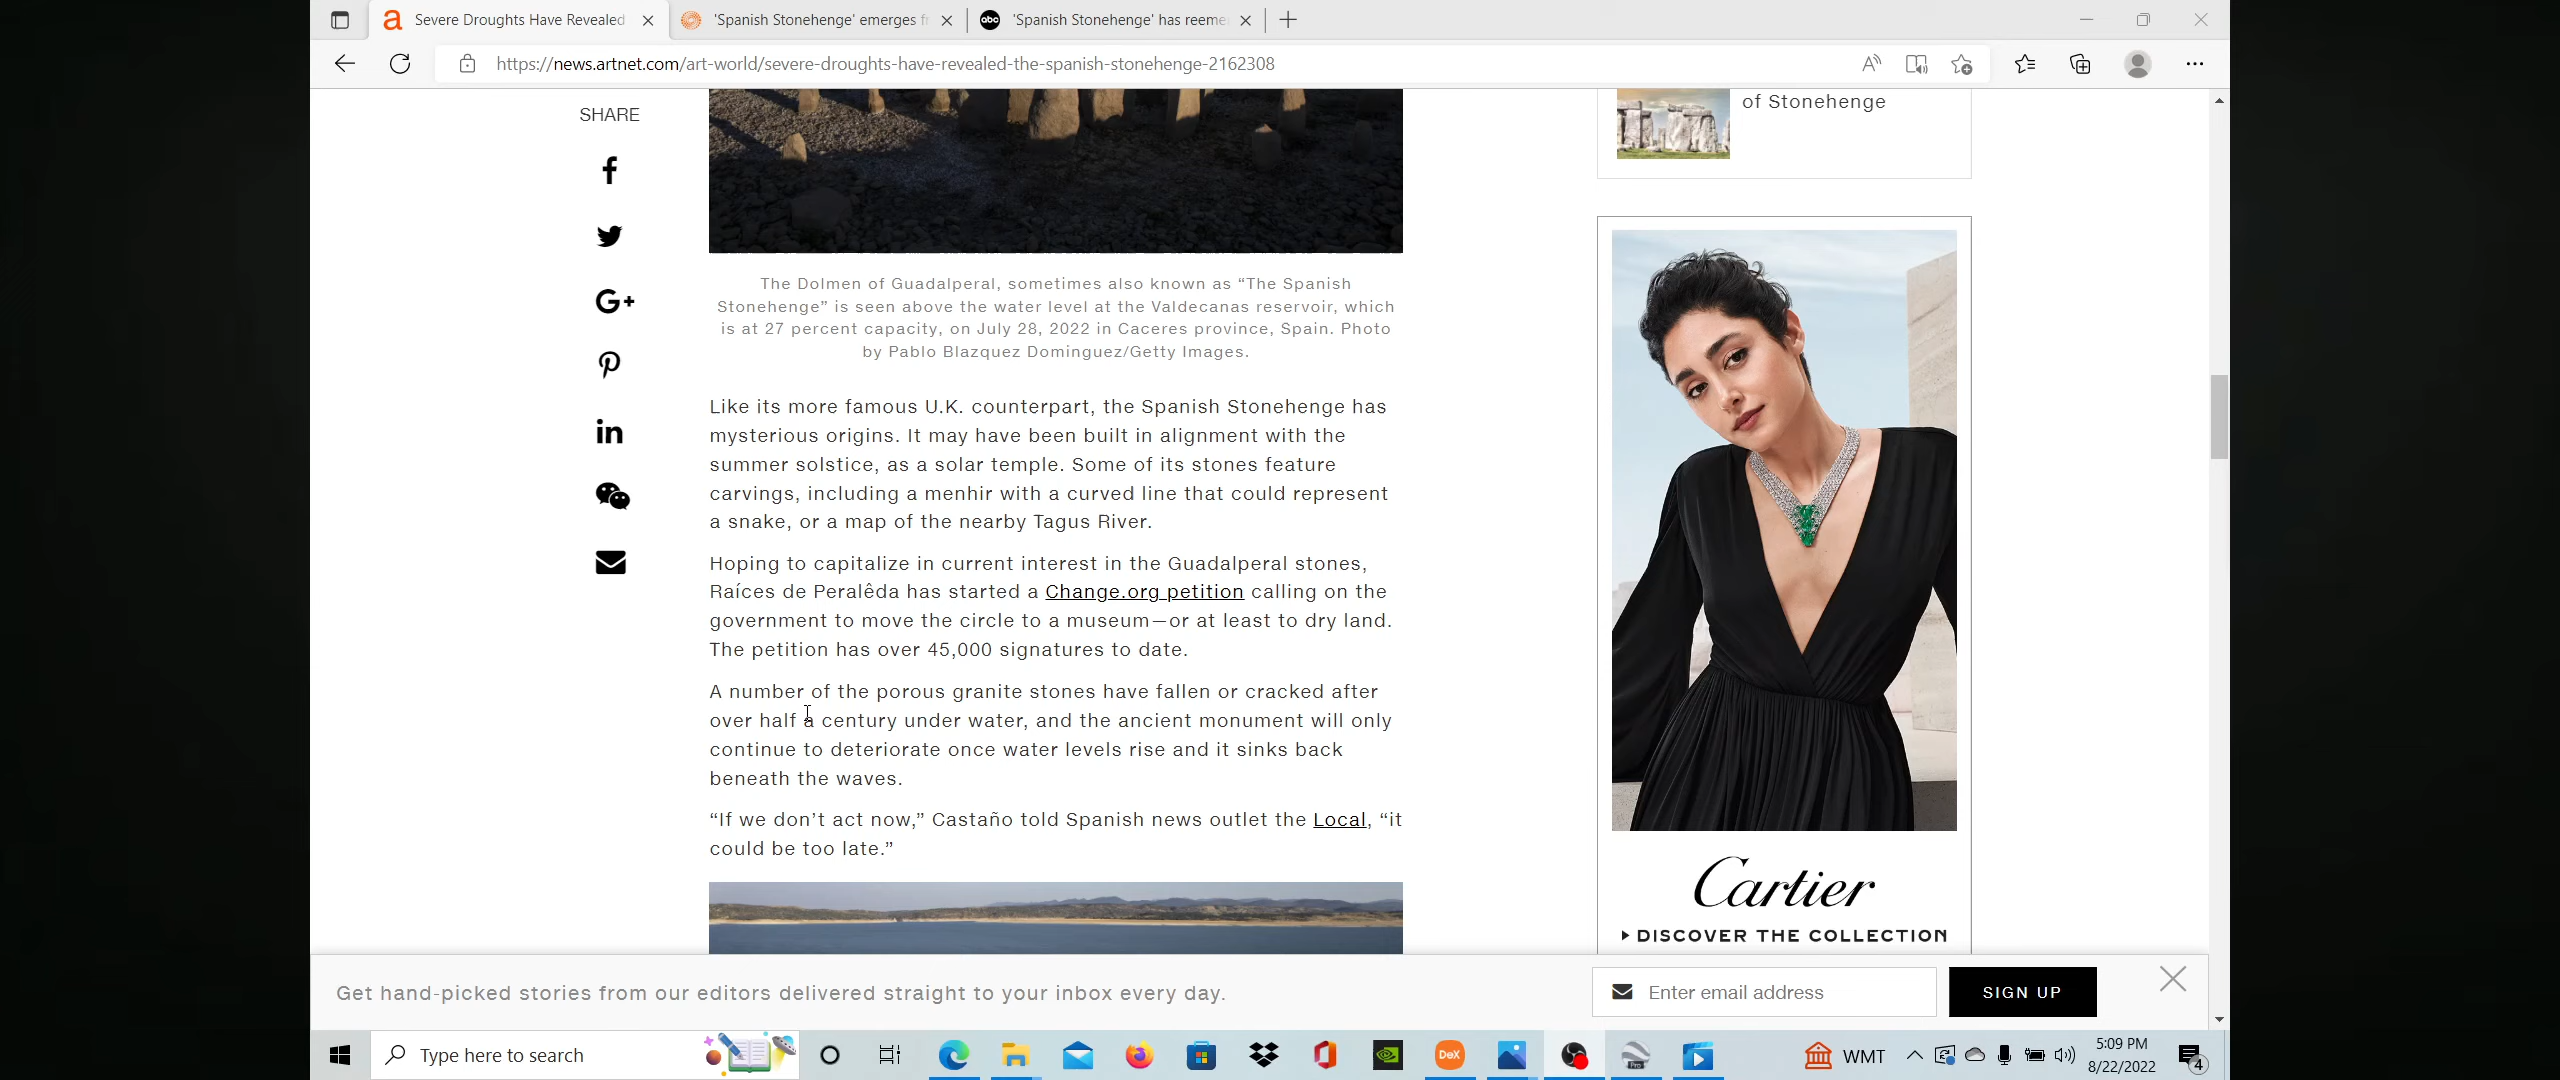 Severe Droughts Have Revealed
'Spanish Stonehenge' emerges f
abc
'Spanish Stonehenge' has reeme
https://news.artnet.com/art-world/severe-droughts-have-revealed-the-spanish-stonehenge-2162308
SHARE
of Stonehenge
The Dolmen of Guadalperal, sometimes also known as “The Spanish
Stonehenge” is seen above the water level at the Valdecanas reservoir, which
is at 27 percent capacity, on July 28, 2022 in Caceres province, Spain. Photo
by Pablo Blazquez Dominguez/Getty Images.
Like its more famous U.K. counterpart, the Spanish Stonehenge has
mysterious origins. It may have been built in alignment with the
summer solstice, as a solar temple. Some of its stones feature
carvings, including a menhir with a curved line that could represent
a snake, or a map of the nearby Tagus River.
Hoping to capitalize in current interest in the Guadalperal stones,
Raíces de Peralêda has started a Change.org petition calling on the
government to move the circle to a museum—or at least to dry land.
The petition has over 45,000 signatures to date.
A number of the porous granite stones have fallen or cracked after
over half a century under water, and the ancient monument will only
continue to deteriorate once water levels rise and it sinks back
beneath the waves.
“If we don’t act now,” Castaño told Spanish news outlet the Local, “it
could be too late.”
Cartier
DISCOVER THE COLLECTION
Get hand-picked stories from our editors delivered straight to your inbox every day.
Enter email address
SIGN UP
Type here to search
DeX
Pro
WMT
5:09 PM
8/22/2022
4